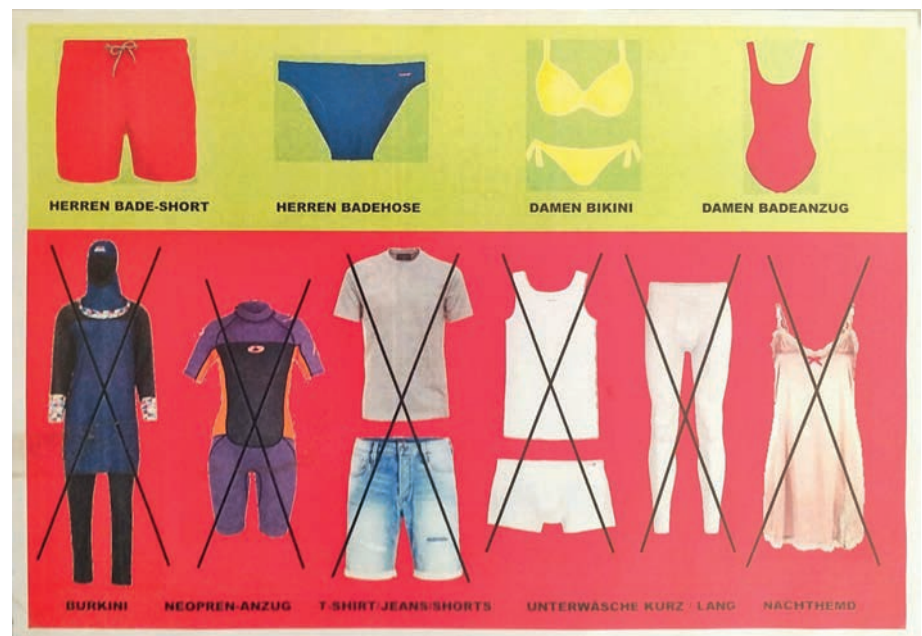 HERREN BADE-SHORT
HERREN BADEHOSE
DAMEN BIKINI
DAMEN BADEANZUG
BURKINI
NEOPREN-ANZUG
T-SHIRT/JEANS/SHORTS
UNTERWÄSCHE KURZ / LANG
NACHTHEMD